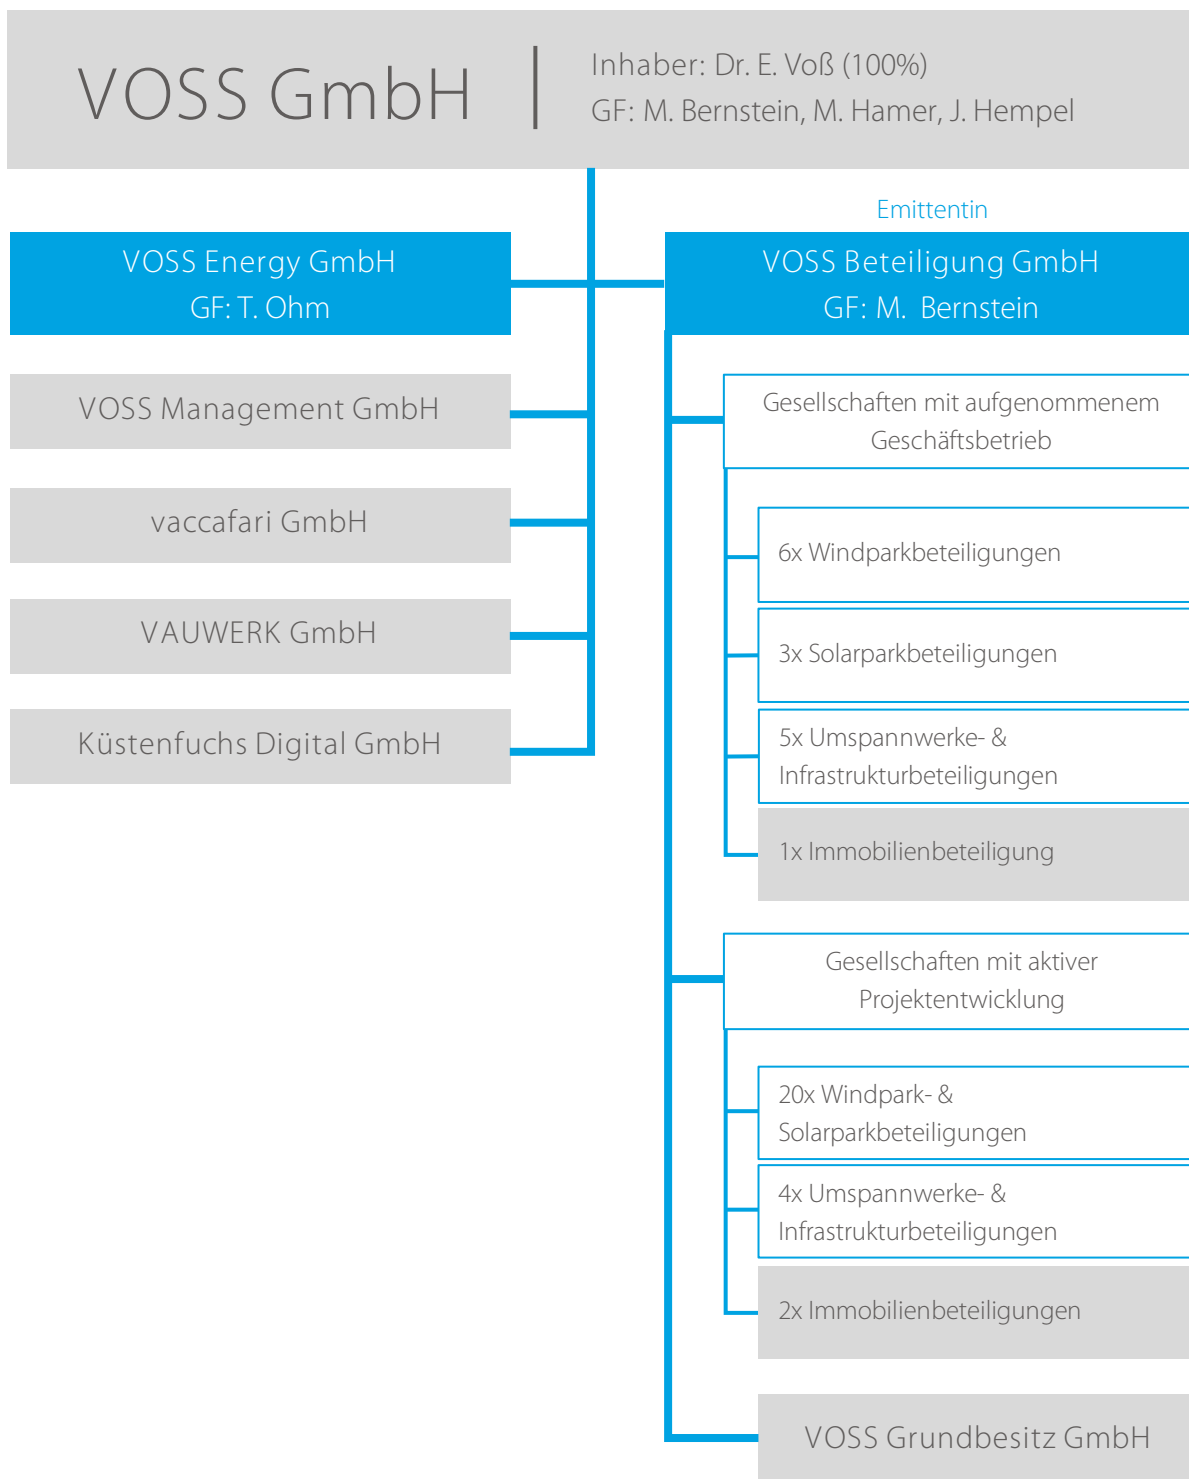 VOSS GmbH
Inhaber: Dr. E. Voß (100%)
GF: M. Bernstein, M. Hamer, J. Hempel
VOSS Energy GmbH
GF: T. Ohm
VOSS Management GmbH
vaccafari GmbH
VAUWERK GmbH
Küstenfuchs Digital GmbH
Emittentin
VOSS Beteiligung GmbH
GF: M. Bernstein
Gesellschaften mit aufgenommenem
Geschäftsbetrieb
6x Windparkbeteiligungen
3x Solarparkbeteiligungen
5x Umspannwerke- &
Infrastrukturbeteiligungen
1x Immobilienbeteiligung
Gesellschaften mit aktiver
Projektentwicklung
20x Windpark- &
Solarparkbeteiligungen
4x Umspannwerke- &
Infrastrukturbeteiligungen
2x Immobilienbeteiligungen
VOSS Grundbesitz GmbH